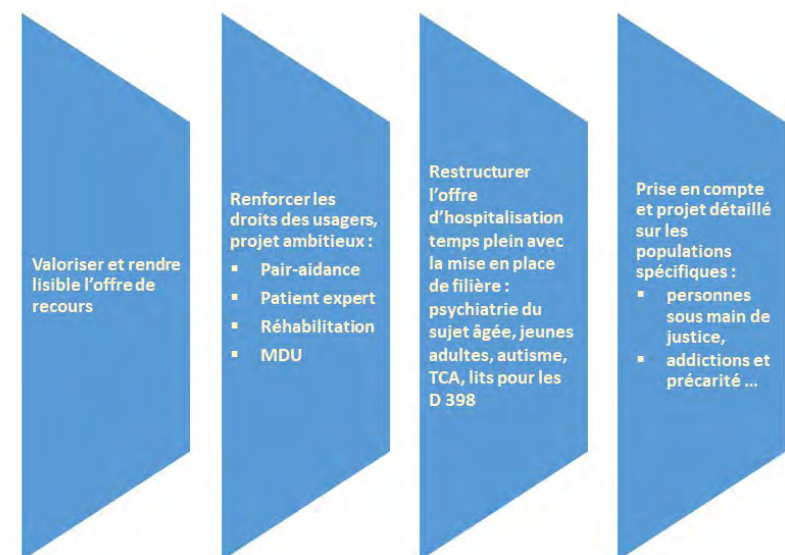 Valoriser et rendre
lisible l’offre de
recours
Renforcer les
droits des usagers,
projet ambitieux :
▪ Pair-aidance
▪ Patient expert
▪ Réhabilitation
▪ MDU
Restructurer
l’offre
d’hospitalisation
temps plein avec
la mise en place
de filière :
psychiatrie du
sujet âgée, jeunes
adultes, autisme,
TCA, lits pour les
D 398
Prise en compte
et projet détaillé
sur les
populations
spécifiques :
▪ personnes
sous main de
justice,
▪ addictions et
précarité ...